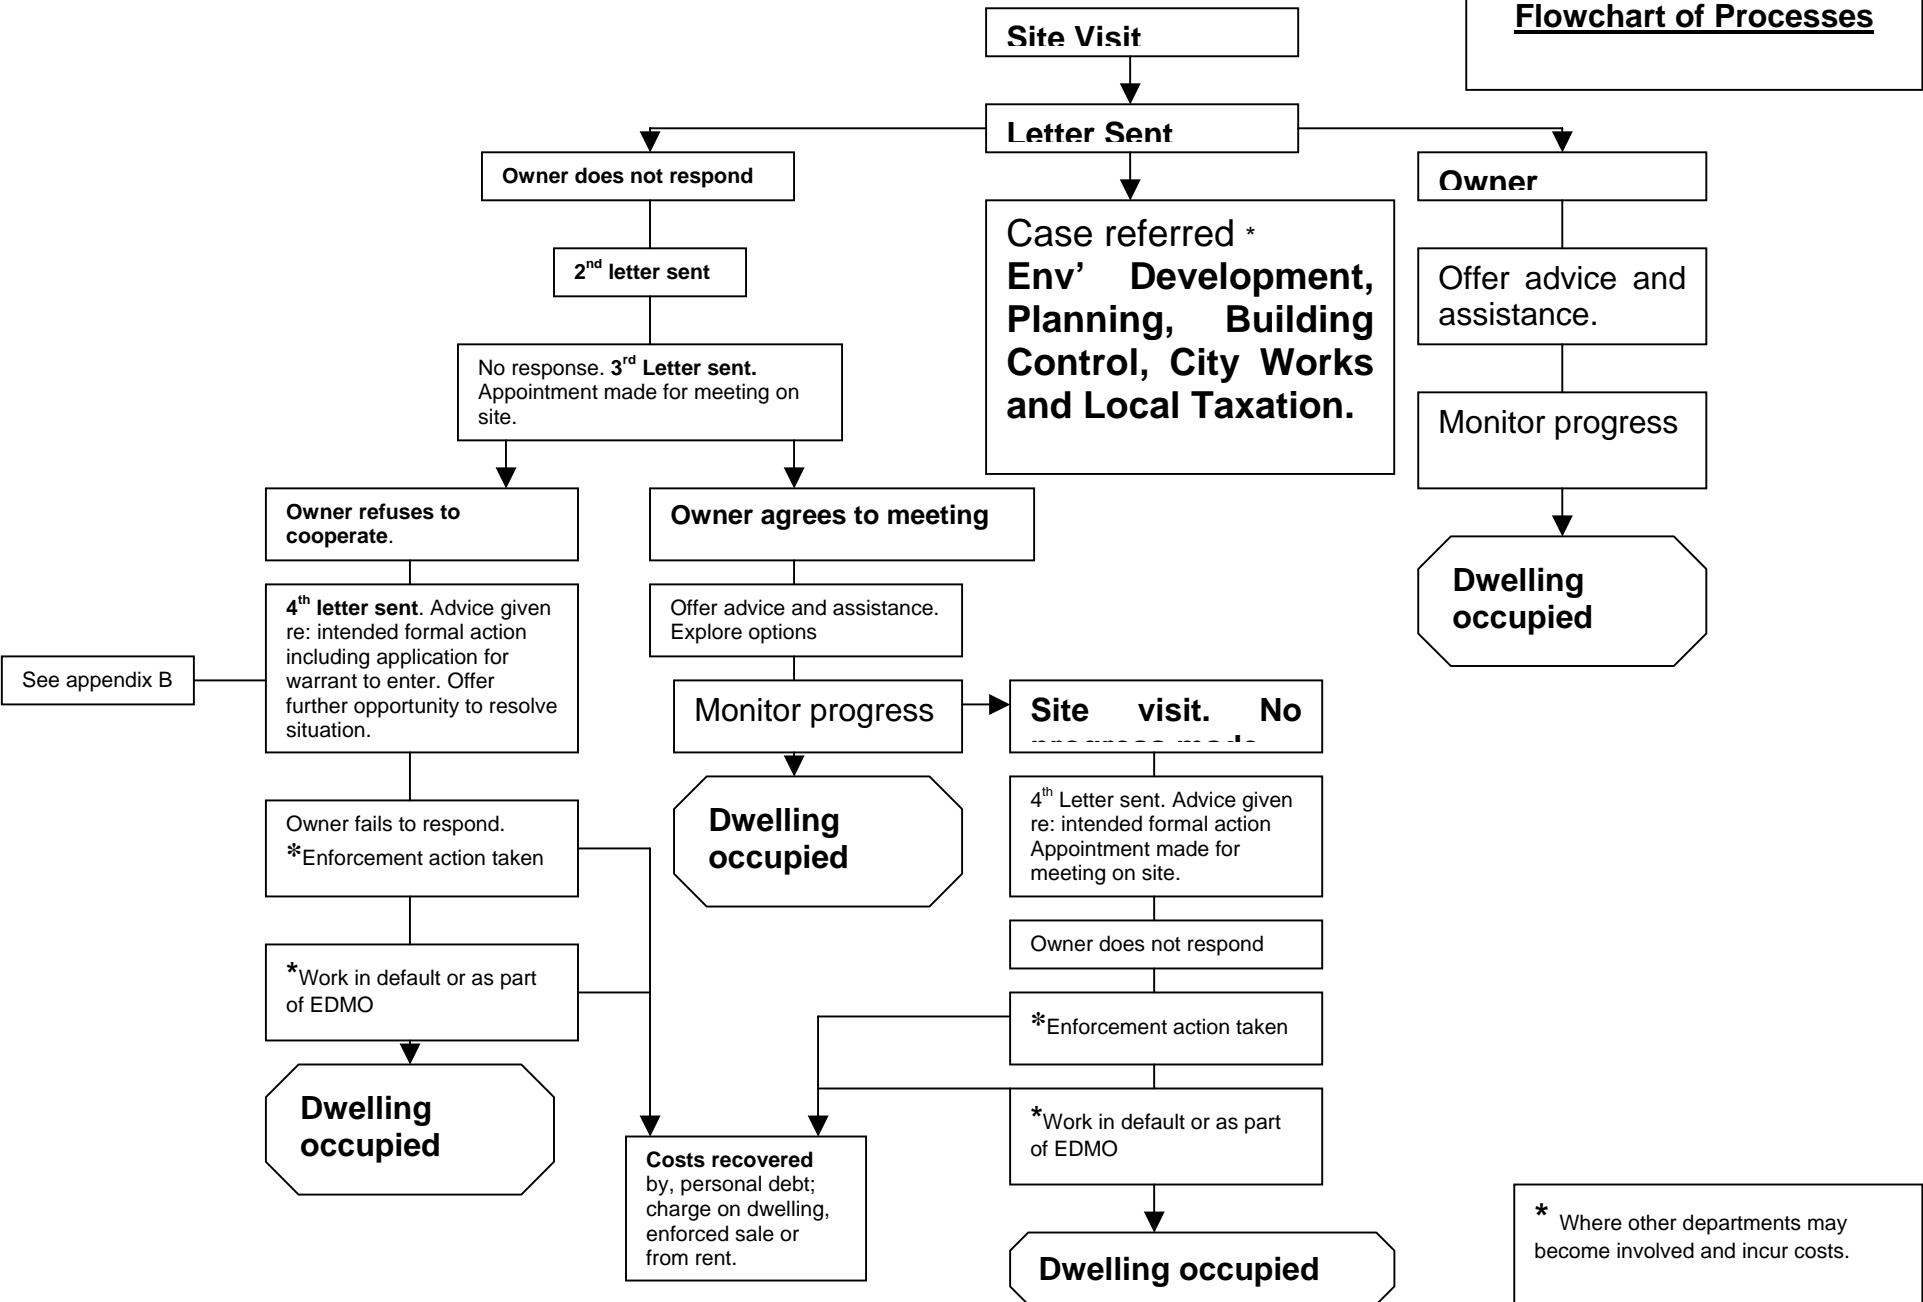 Flowchart of Processes
Site Visit
Letter Sent
Owner does not respond
Owner
2nd letter sent
Case referred *
Env’ Development,
Planning, Building
Control, City Works
and Local Taxation.
Offer advice and
assistance.
No response. 3rd Letter sent.
Appointment made for meeting on
site.
Monitor progress
Owner refuses to
cooperate.
Owner agrees to meeting
Dwelling
occupied
4th letter sent. Advice given
re: intended formal action
including application for
warrant to enter. Offer
further opportunity to resolve
situation.
See appendix B
Offer advice and assistance.
Explore options
Monitor progress
Site visit. No
progress made
Dwelling
occupied
4th Letter sent. Advice given
re: intended formal action
Appointment made for
meeting on site.
Owner fails to respond.
*Enforcement action taken
Owner does not respond
*Work in default or as part
of EDMO
*Enforcement action taken
Dwelling
occupied
*Work in default or as part
of EDMO
Costs recovered
by, personal debt;
charge on dwelling,
enforced sale or
from rent.
Dwelling occupied
* Where other departments may
become involved and incur costs.